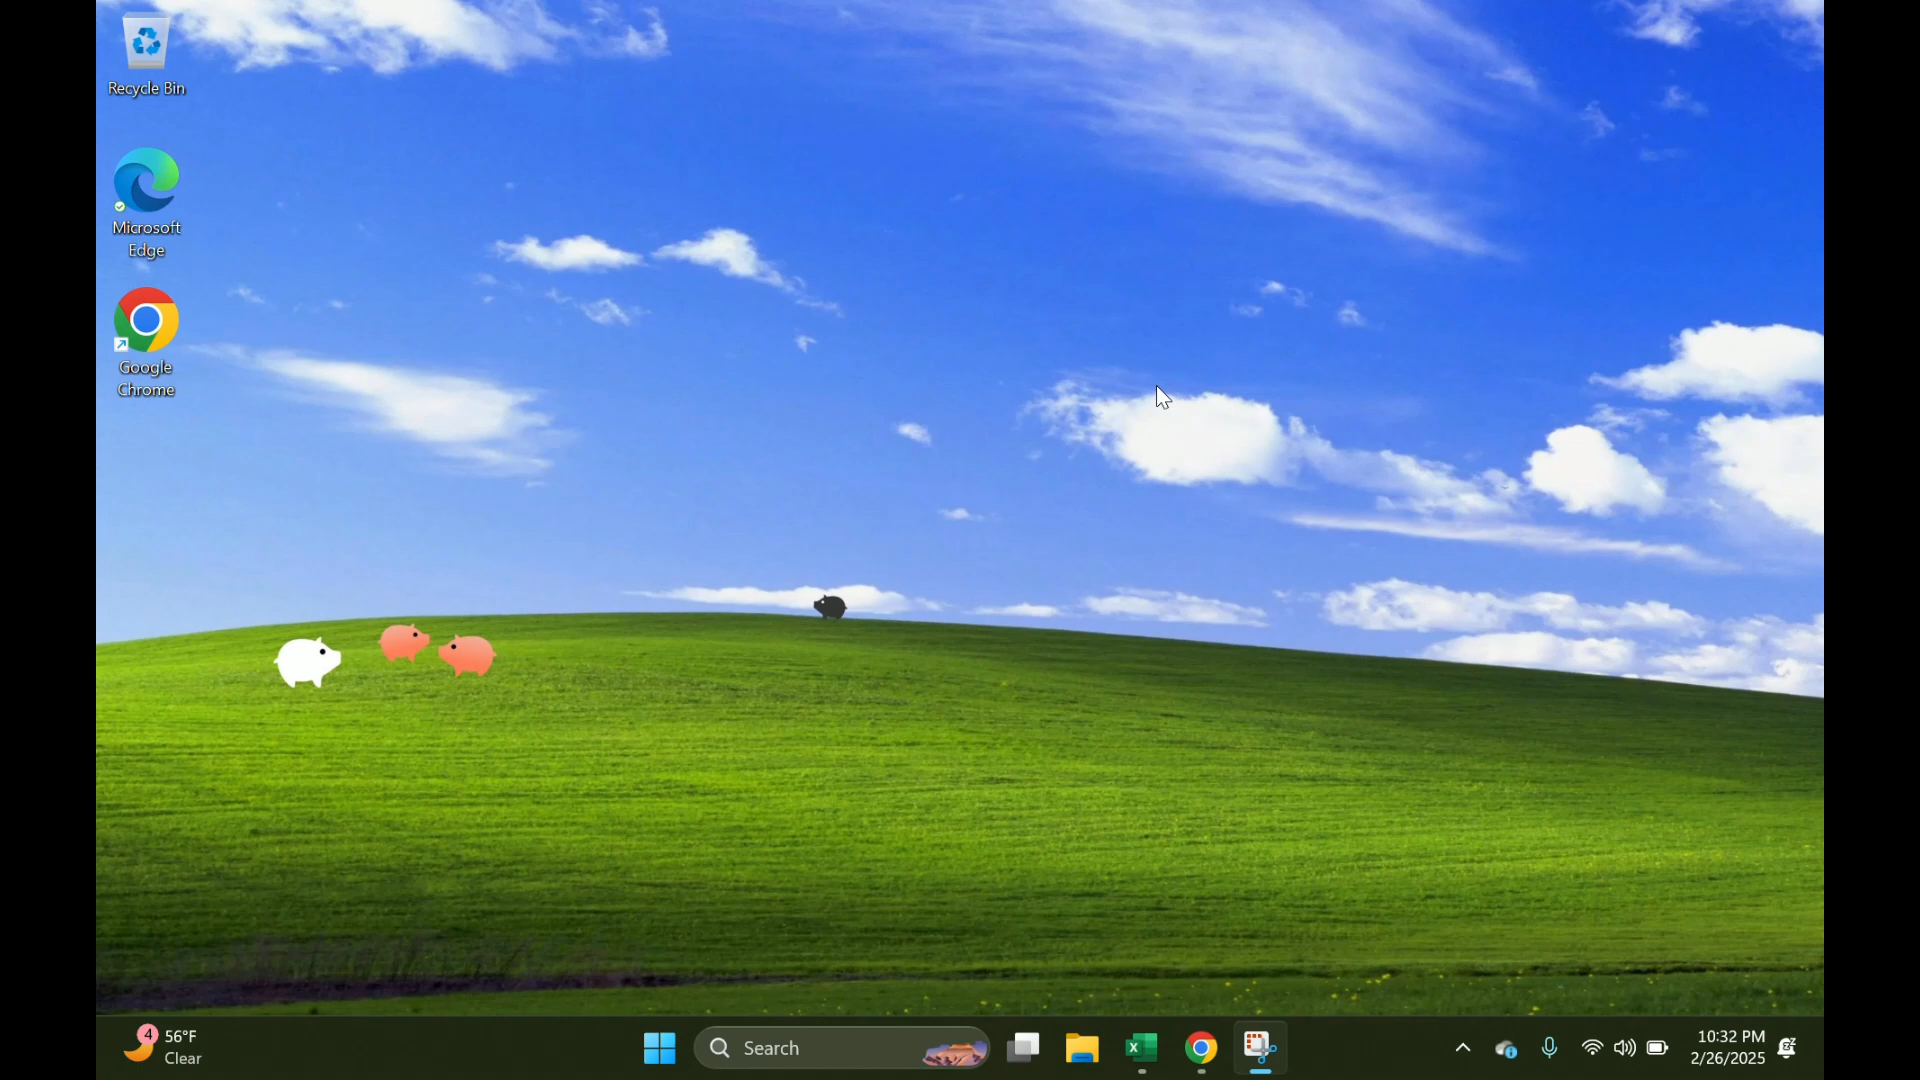 Recycle Bin
Microsoft
Edge
Google
Chrome
4
56°F
Clear
Search
X
10:32 PM
2/26/2025